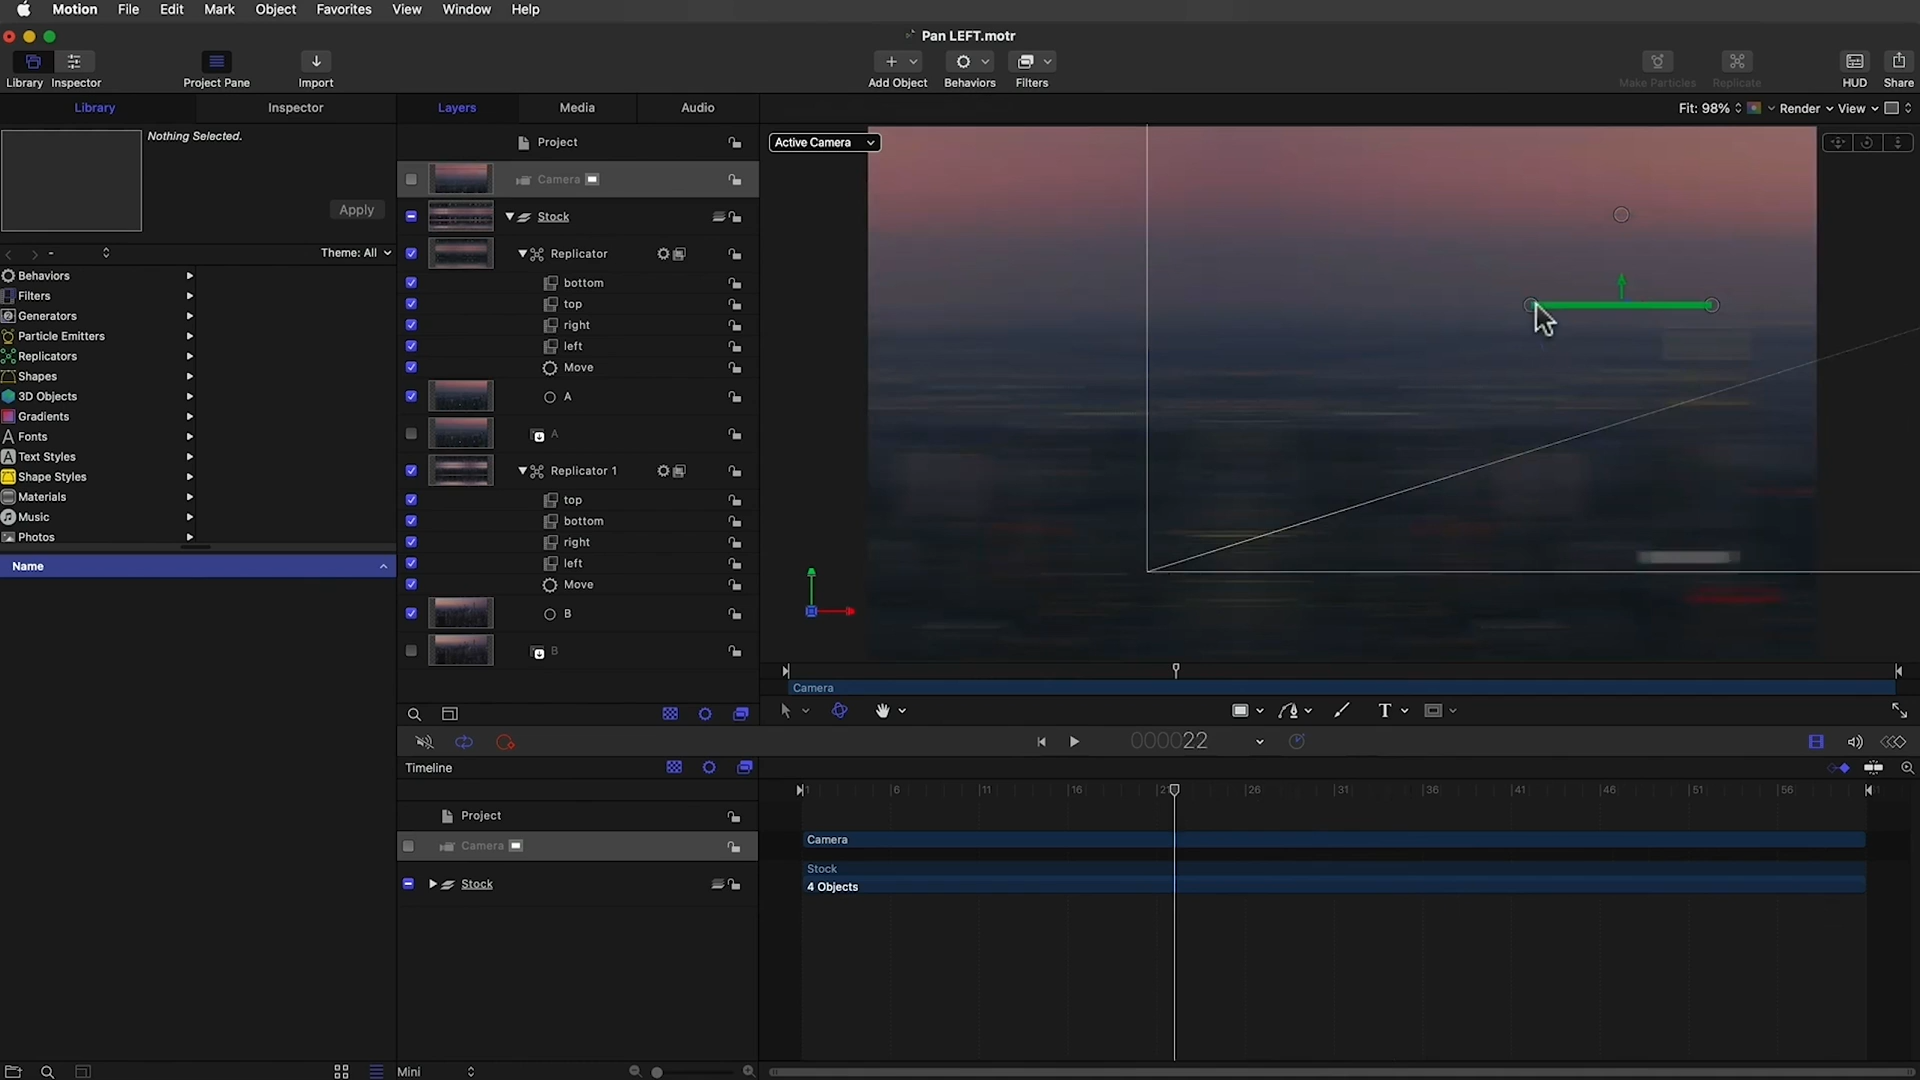 Motion File Edit Mark Object Favorites View Window Help
Pan LEFT.motr
Library Inspector Project Pane Import Add Object Behaviors Filters Make Particles Replicate HUD Share
Library Inspector Layers Media Audio Fit: 98% Render View
Nothing Selected.
Apply
Theme: All
Behaviors
Filters
Generators
Particle Emitters
Replicators
Shapes
3D Objects
Gradients
Fonts
Text Styles
Shape Styles
Materials
Music
Photos
Name
Project
Camera
Stock
Replicator
bottom
top
right
left
Move
A
A
Replicator 1
top
bottom
right
left
Move
B
B
Active Camera
Camera
T
000022
Timeline
1 6 11 16 21 26 31 36 41 46 51 56
Project
Camera Camera
Stock Stock
4 Objects
Mini